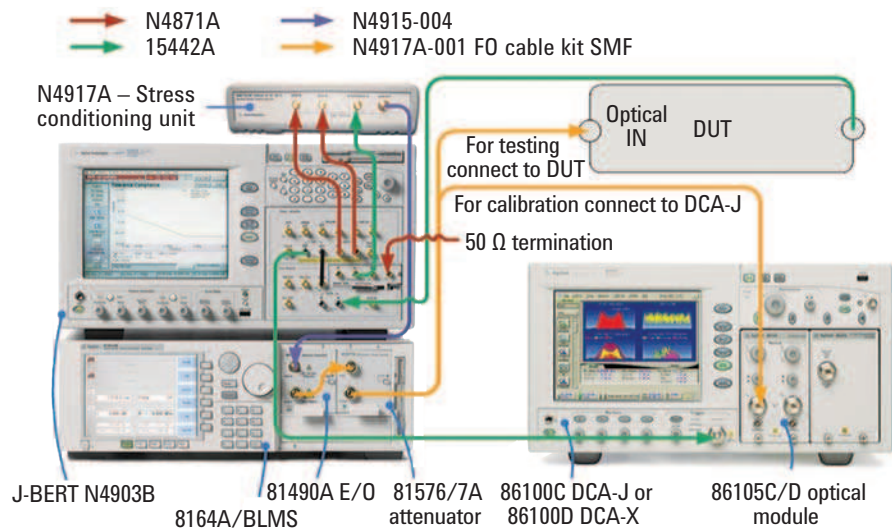 N4871A
N4915-004
15442A
N4917A-001 FO cable kit SMF
N4917A – Stress
conditioning unit
Optical
IN
DUT
For testing
connect to DUT
For calibration connect to DCA-J
50 Ω termination
J-BERT N4903B
8164A/BLMS
81490A E/O
81576/7A
attenuator
86100C DCA-J or
86100D DCA-X
86105C/D optical
module